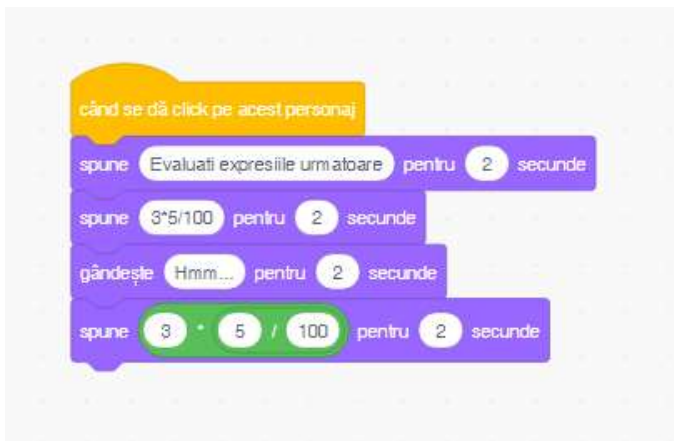 când se dă click pe acest personaj
spune Evaluati expresiile urmatoare pentru 2 secunde
spune 3*5/100 pentru 2 secunde
gândește Hmm... pentru 2 secunde
spune 3 * 5 / 100 pentru 2 secunde